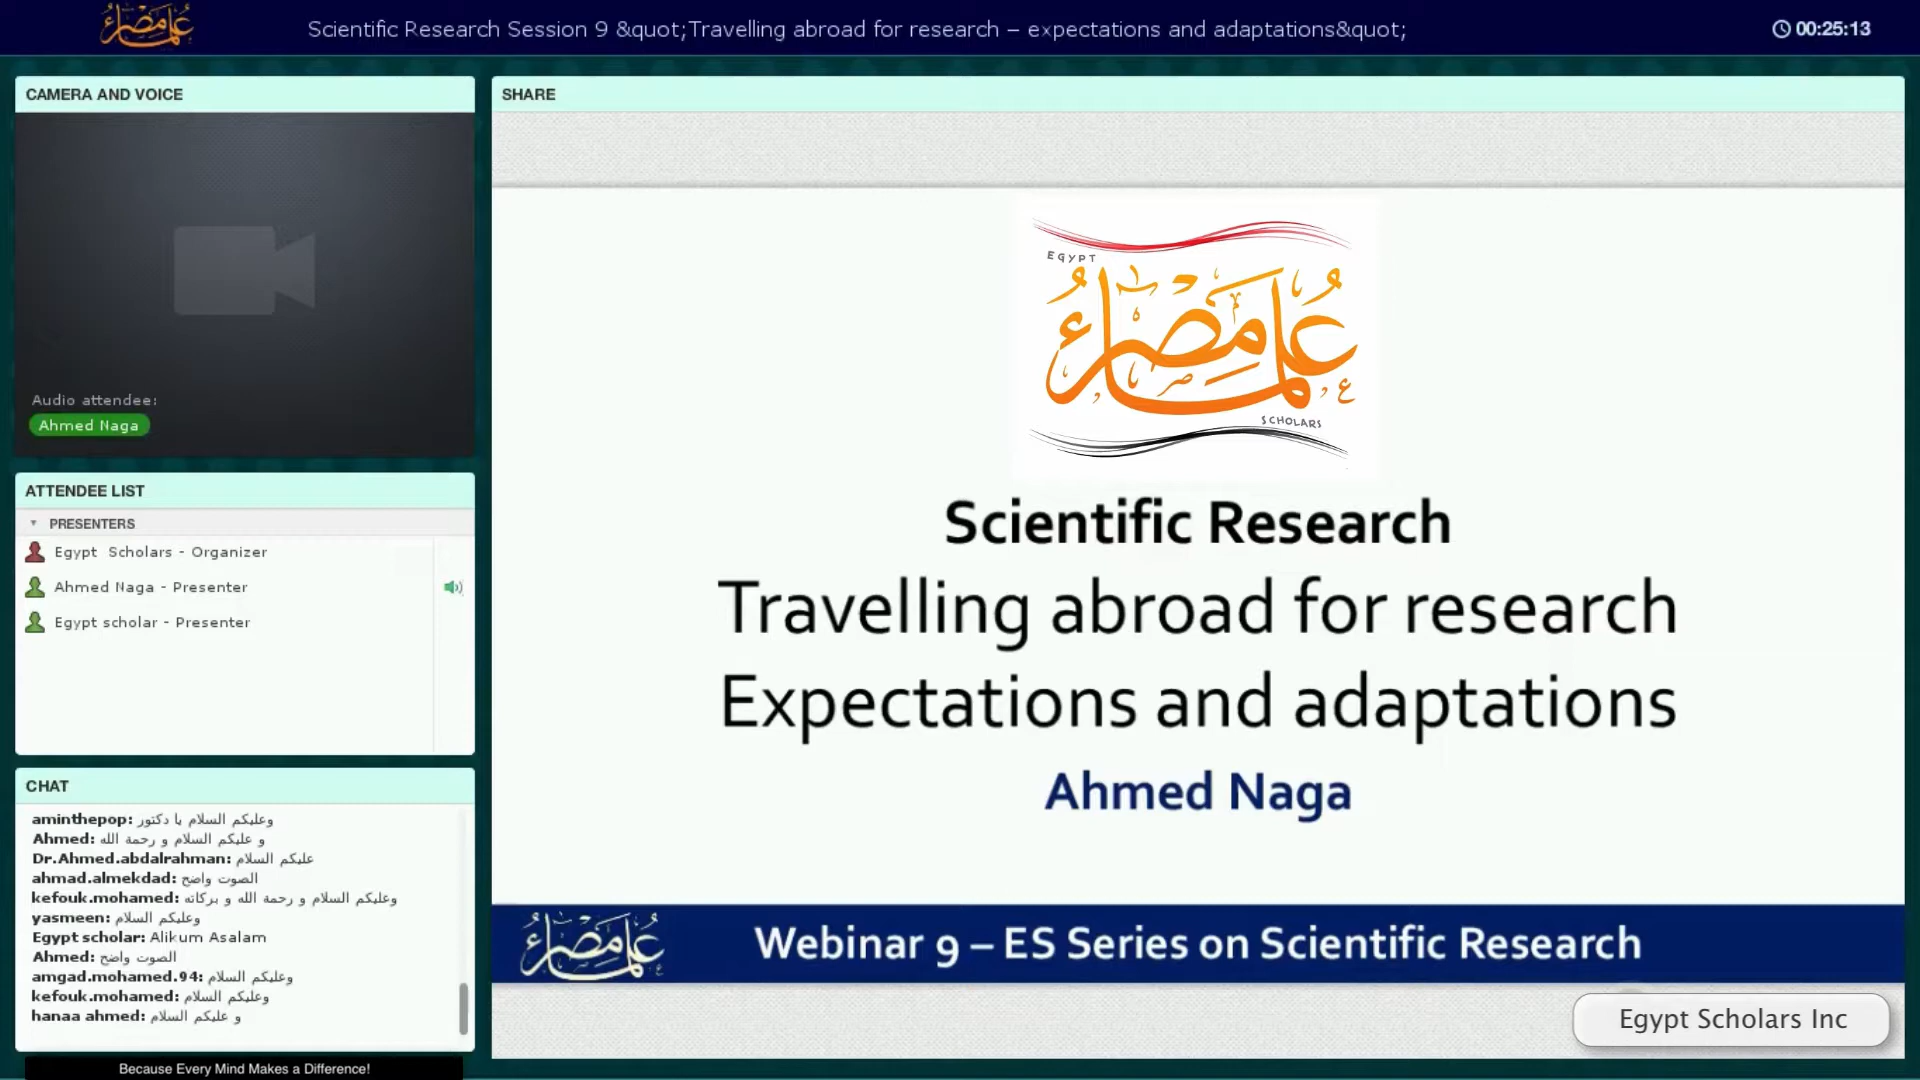 علماء مصر
Scientific Research Session 9 &quot;Travelling abroad for research – expectations and adaptations&quot;
00:25:13
CAMERA AND VOICE
Audio attendee:
Ahmed Naga
ATTENDEE LIST
PRESENTERS
Egypt Scholars - Organizer
Ahmed Naga - Presenter
Egypt scholar - Presenter
CHAT
aminthepop: وعليكم السلام يا دكتور
Ahmed: و عليكم السلام و رحمة الله
Dr.Ahmed.abdalrahman: عليكم السلام
ahmad.almekdad: الصوت واضح
kefouk.mohamed: وعليكم السلام و رحمة الله و بركاته
yasmeen: وعليكم السلام
Egypt scholar: Alikum Asalam
Ahmed: الصوت واضح
amgad.mohamed.94: وعليكم السلام
kefouk.mohamed: وعليكم السلام
hanaa ahmed: و عليكم السلام
Because Every Mind Makes a Difference!
SHARE
EGYPT
علماء مصر
SCHOLARS
Scientific Research
Travelling abroad for research
Expectations and adaptations
Ahmed Naga
علماء مصر
Webinar 9 – ES Series on Scientific Research
Egypt Scholars Inc